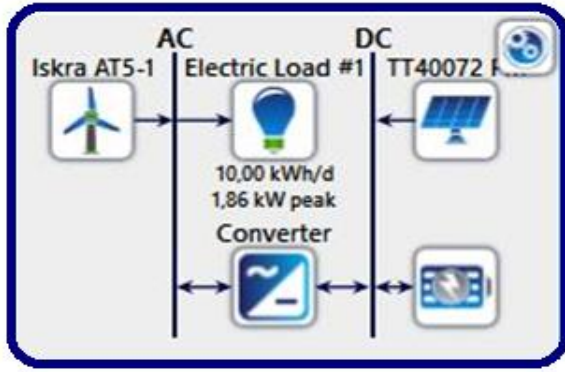 AC
DC
Iskra AT5-1
Electric Load #1
TT40072
10,00 kWh/d
1,86 kW peak
Converter